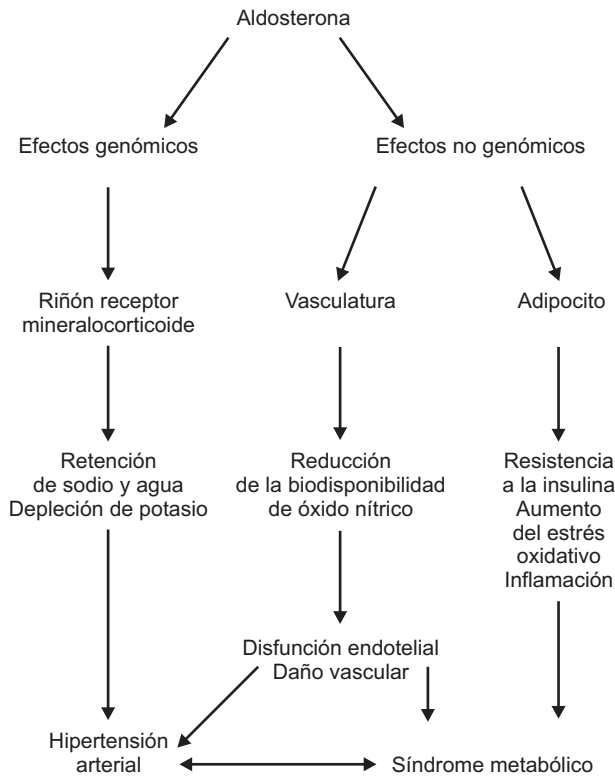 Aldosterona
Efectos genómicos
Efectos no genómicos
Riñón receptor
mineralocorticoide
Vasculatura
Adipocito
Retención
de sodio y agua
Depleción de potasio
Reducción
de la biodisponibilidad
de óxido nítrico
Resistencia
a la insulina
Aumento
del estrés
oxidativo
Inflamación
Disfunción endotelial
Daño vascular
Hipertensión
arterial
Síndrome metabólico